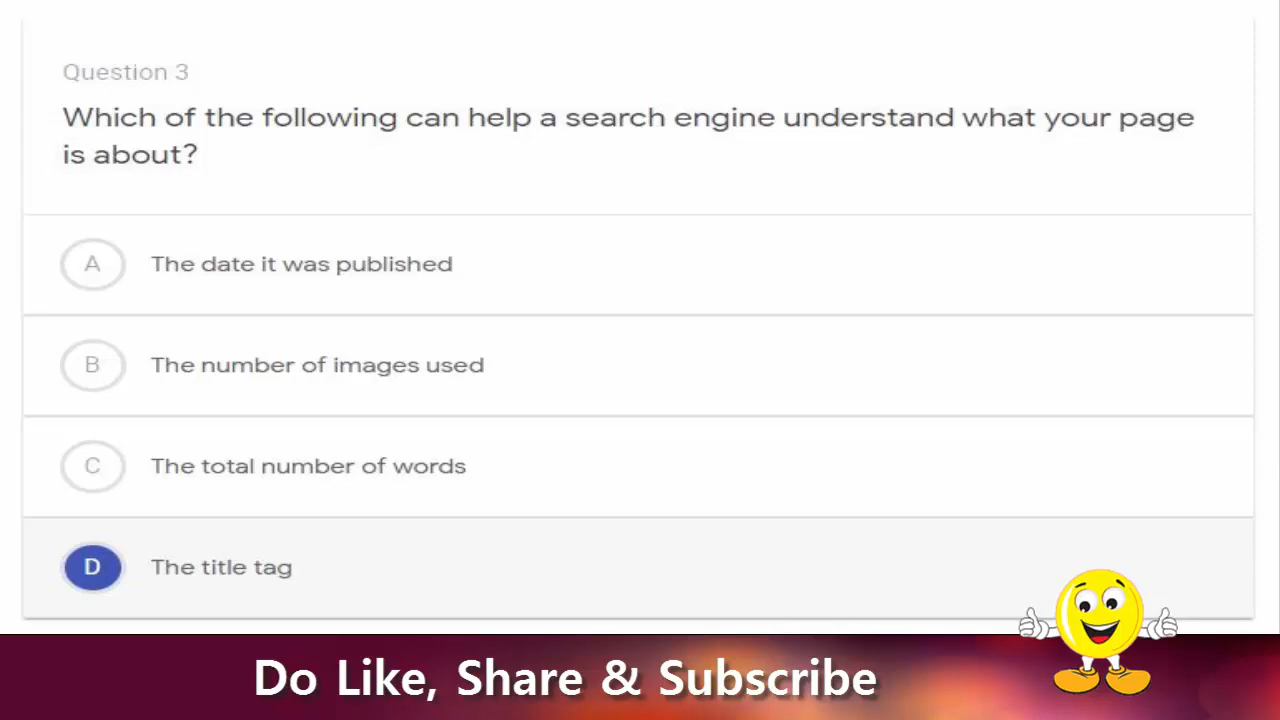 Question 3
Which of the following can help a search engine understand what your page
is about?
A The date it was published
B The number of images used
C The total number of words
D The title tag
Do Like, Share & Subscribe